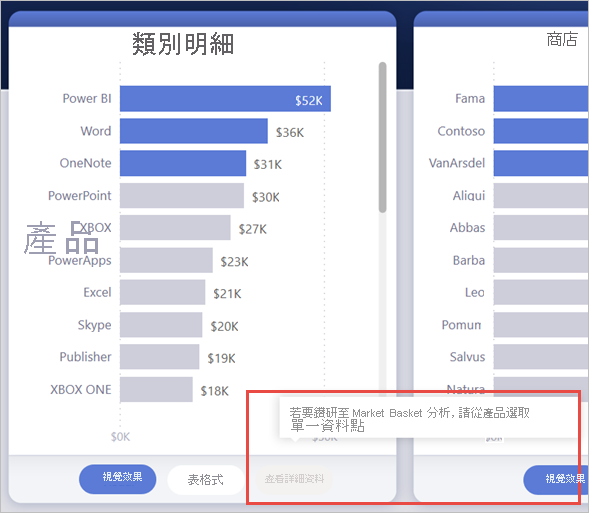 類別明細
商店
Power BI $52K
Word $36K
OneNote $31K
PowerPoint $30K
XBOX $27K
產品
PowerApps $23K
Excel $21K
Skype $20K
Publisher $19K
XBOX ONE $18K
$0K
Fama
Contoso
VanArsdel
Aliqui
Abbas
Barba
Leo
Pomum
Salvus
Natura
若要鑽研至 Market Basket 分析, 請從產品選取
單一資料點
視覺效果
表格式
查看詳細資料
視覺效果